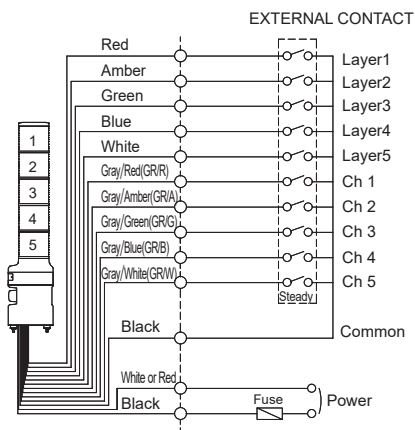 EXTERNAL CONTACT
Red
Layer1
Amber
Layer2
Green
Layer3
Blue
Layer4
White
Layer5
Gray/Red(GR/R)
Ch 1
Gray/Amber(GR/A)
Ch 2
Gray/Green(GR/G)
Ch 3
Gray/Blue(GR/B)
Ch 4
Gray/White(GR/W)
Ch 5
Steady
1
2
3
4
5
Black
Common
White or Red
Black
Fuse
Power